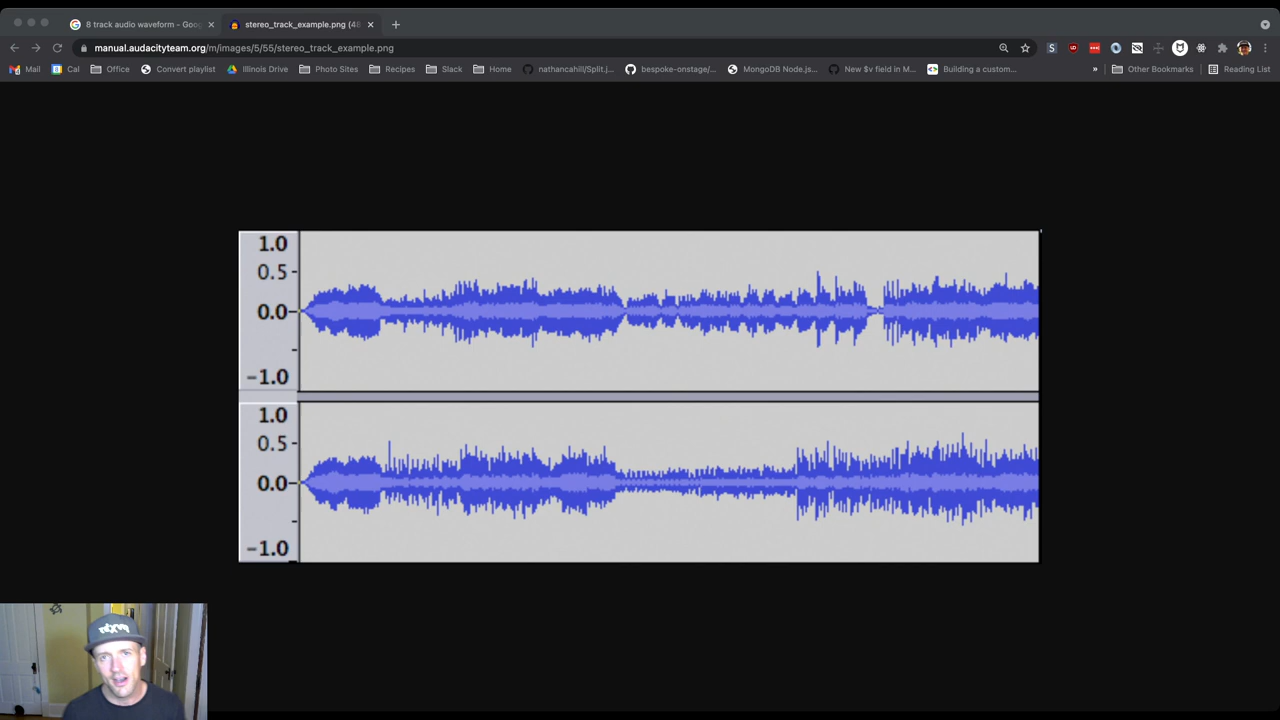 8 track audio waveform - Goog
stereo_track_example.png (48
manual.audacityteam.org/m/images/5/55/stereo_track_example.png
Mail
Cal
Office
Convert playlist
Illinois Drive
Photo Sites
Recipes
Slack
Home
nathancahill/Split.j...
bespoke-onstage/...
MongoDB Node.js...
New $v field in M...
Building a custom...
»
Other Bookmarks
Reading List
1.0
0.5-
0.0-
-
-1.0
1.0
0.5-
0.0-
-
-1.0